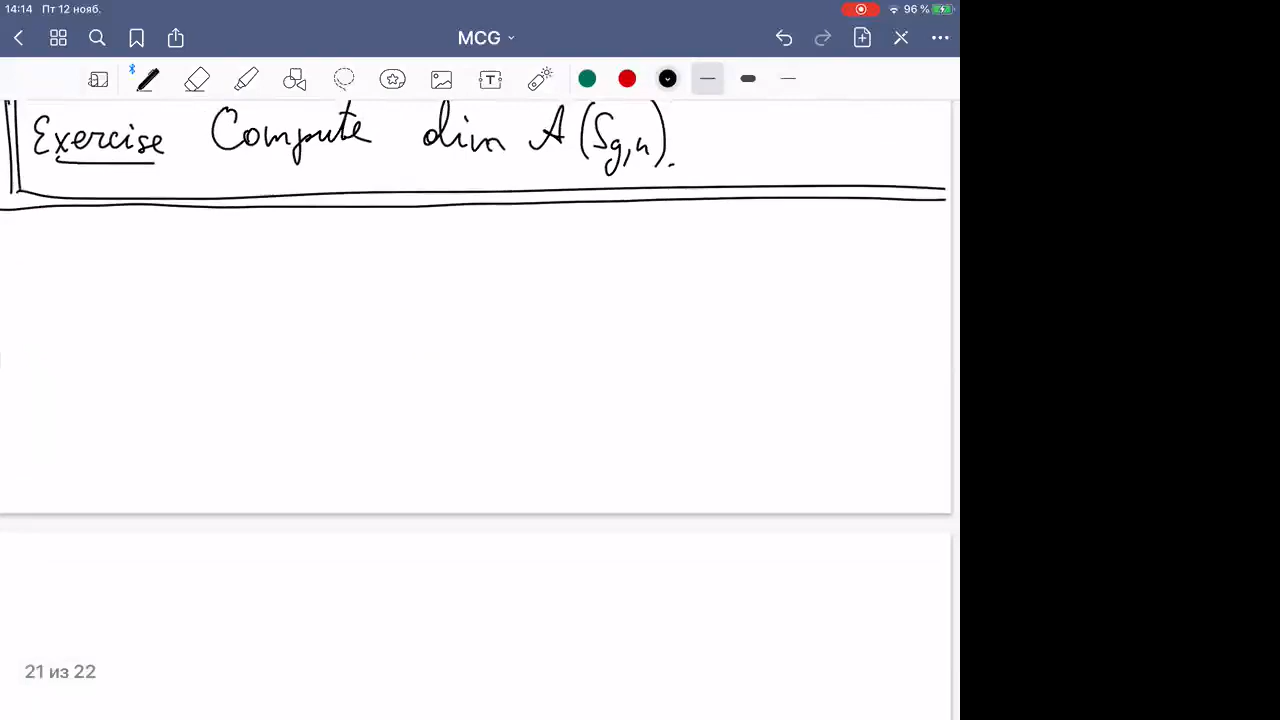 14:14 Пт 12 нояб.
96 %
MCG
Exercise Compute dim A(Sg,n).
21 из 22